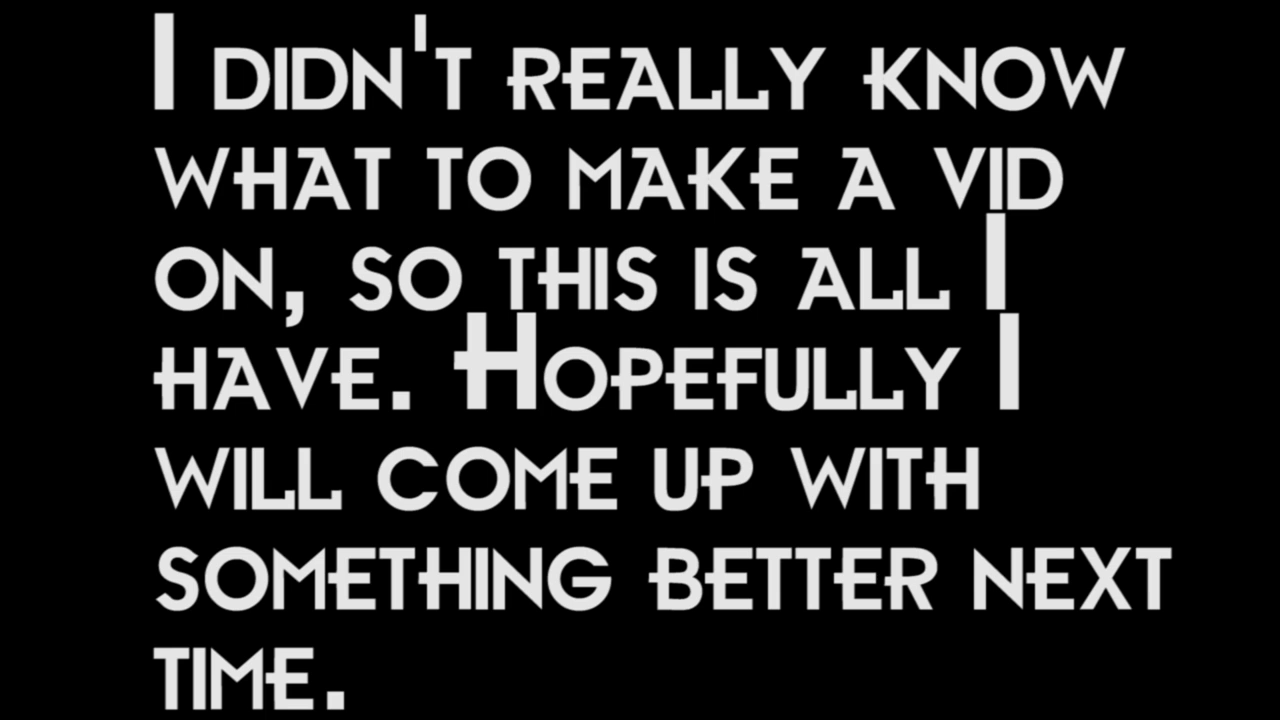 I didn't really know
what to make a vid
on, so this is all I
have. Hopefully I
will come up with
something better next
time.